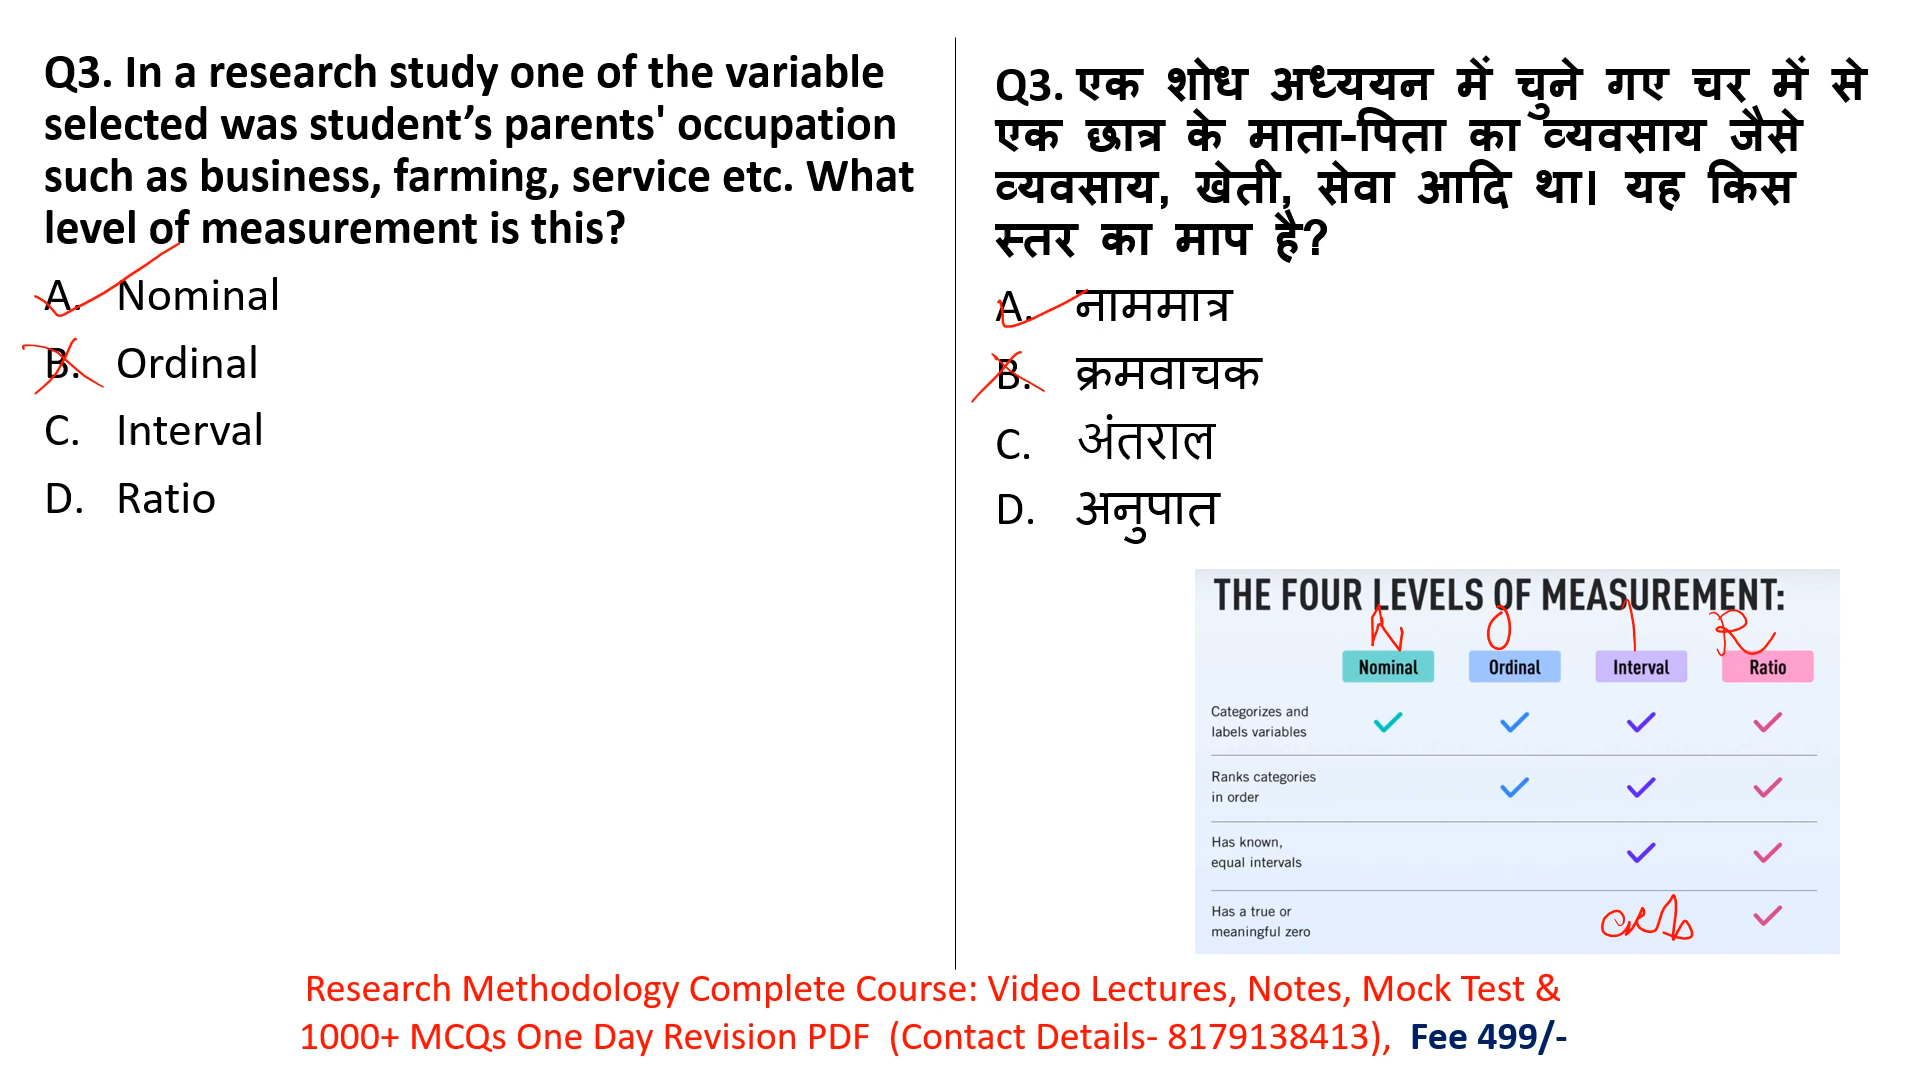 Q3. In a research study one of the variable
selected was student’s parents' occupation
such as business, farming, service etc. What
level of measurement is this?
A. Nominal
B. Ordinal
C. Interval
D. Ratio
Q3. एक शोध अध्ययन में चुने गए चर में से
एक छात्र के माता-पिता का व्यवसाय जैसे
व्यवसाय, खेती, सेवा आदि था। यह किस
स्तर का माप है?
A. नाममात्र
B. क्रमवाचक
C. अंतराल
D. अनुपात
THE FOUR LEVELS OF MEASUREMENT:
N O I R
Nominal Ordinal Interval Ratio
Categorizes and
labels variables
Ranks categories
in order
Has known,
equal intervals
Has a true or
meaningful zero
Research Methodology Complete Course: Video Lectures, Notes, Mock Test &
1000+ MCQs One Day Revision PDF (Contact Details- 8179138413), Fee 499/-